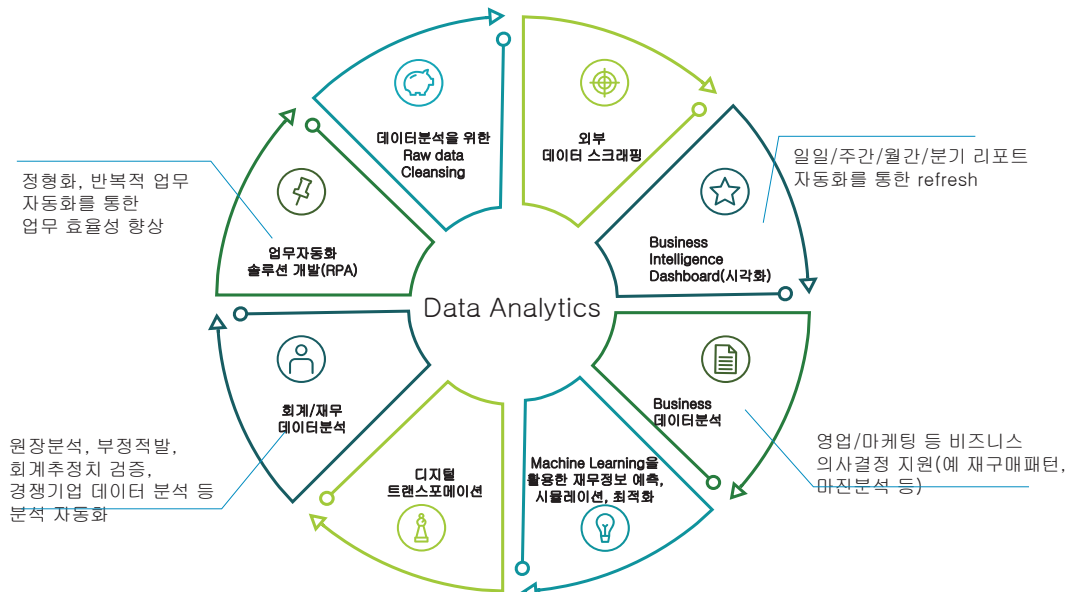 데이터분석을 위한
Raw data
Cleansing
외부
데이터 스크래핑
일일/주간/월간/분기 리포트
자동화를 통한 refresh
정형화, 반복적 업무
자동화를 통한
업무 효율성 향상
업무자동화
솔루션 개발(RPA)
Business
Intelligence
Dashboard(시각화)
Data Analytics
회계/재무
데이터분석
Business
데이터분석
원장분석, 부정적발,
회계추정치 검증,
경쟁기업 데이터 분석 등
분석 자동화
영업/마케팅 등 비즈니스
의사결정 지원(예 재구매패턴,
마진분석 등)
디지털
트랜스포메이션
Machine Learning을
활용한 재무정보 예측,
시뮬레이션, 최적화